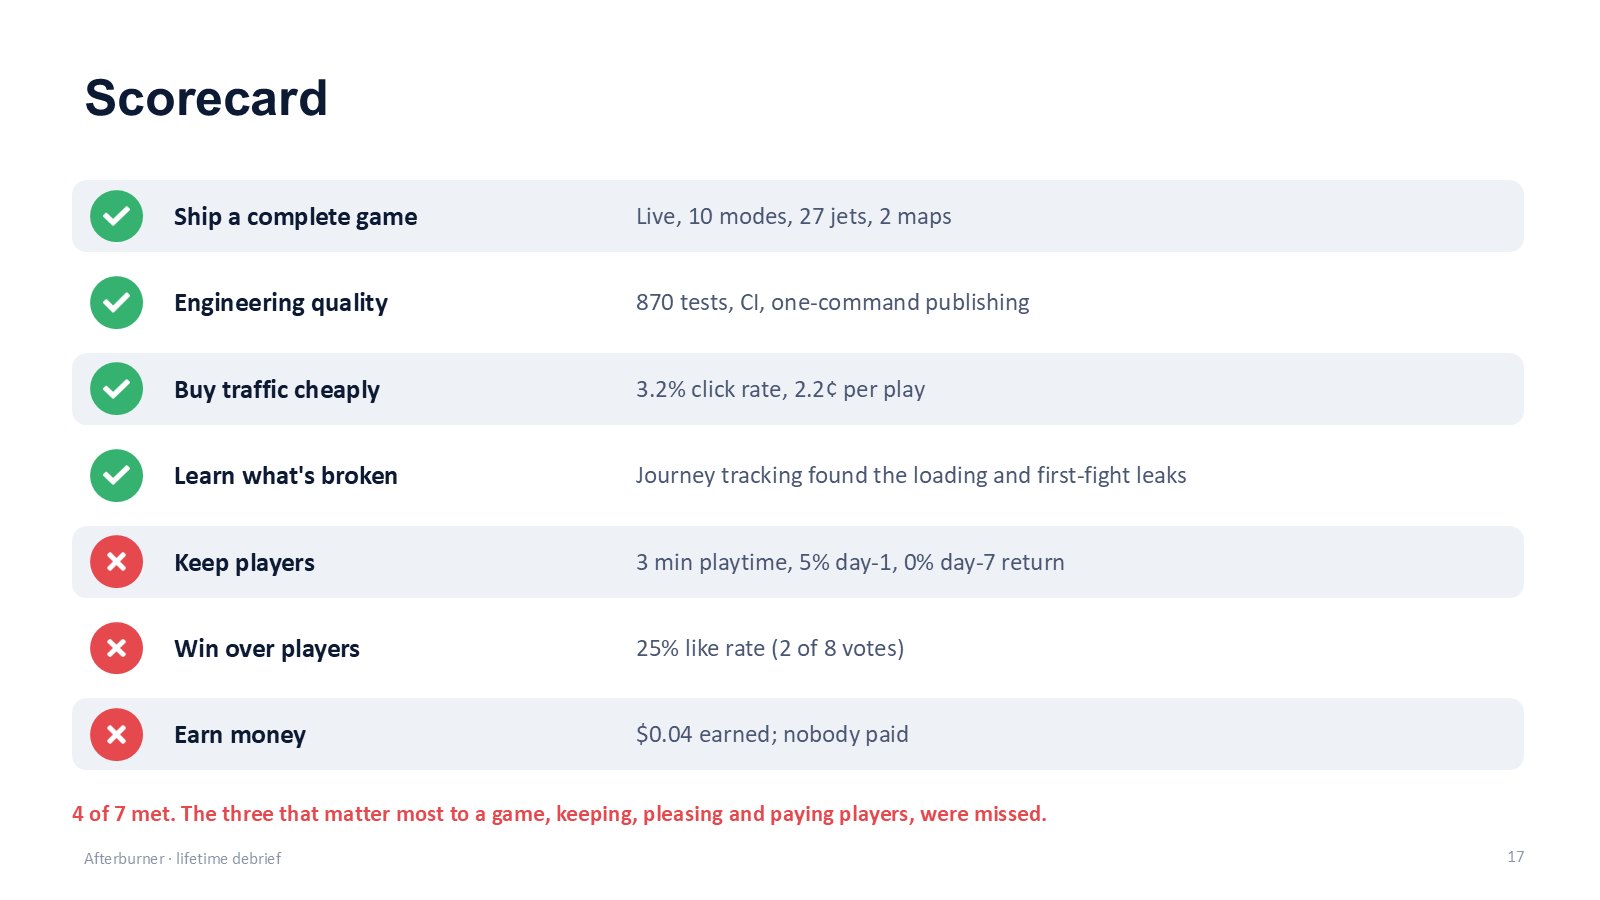 Scorecard
Ship a complete game
Live, 10 modes, 27 jets, 2 maps
Engineering quality
870 tests, CI, one-command publishing
Buy traffic cheaply
3.2% click rate, 2.2¢ per play
Learn what's broken
Journey tracking found the loading and first-fight leaks
Keep players
3 min playtime, 5% day-1, 0% day-7 return
Win over players
25% like rate (2 of 8 votes)
Earn money
$0.04 earned; nobody paid
4 of 7 met. The three that matter most to a game, keeping, pleasing and paying players, were missed.
Afterburner · lifetime debrief
17